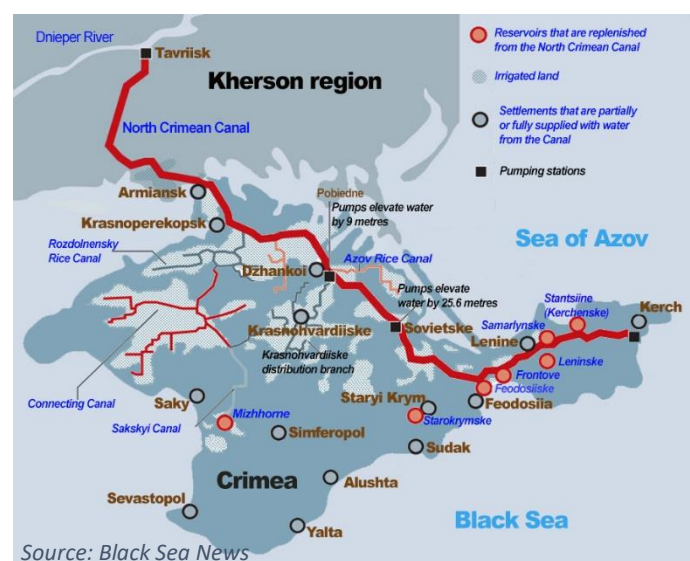 Dnieper River
Tavriisk
Kherson region
North Crimean Canal
Reservoirs that are replenished
from the North Crimean Canal
Irrigated land
Settlements that are partially
or fully supplied with water
from the Canal
Pumping stations
Armiansk
Krasnoperekopsk
Pobiedne
Pumps elevate water
by 9 metres
Rozdolnensky
Rice Canal
Dzhankoi
Azov Rice Canal
Sea of Azov
Pumps elevate
water by 25.6 metres
Stantsiine
(Kerchenske)
Kerch
Krasnohvardiiske
Sovietske
Samarlynske
Lenine
Krasnohvardiiske
distribution branch
Leninske
Frontove
Feodosiiske
Connecting Canal
Saky
Staryi Krym
Feodosiia
Sakskyi Canal
Mizhhorne
Starokrymske
Simferopol
Sudak
Crimea
Alushta
Sevastopol
Black Sea
Yalta
Source: Black Sea News